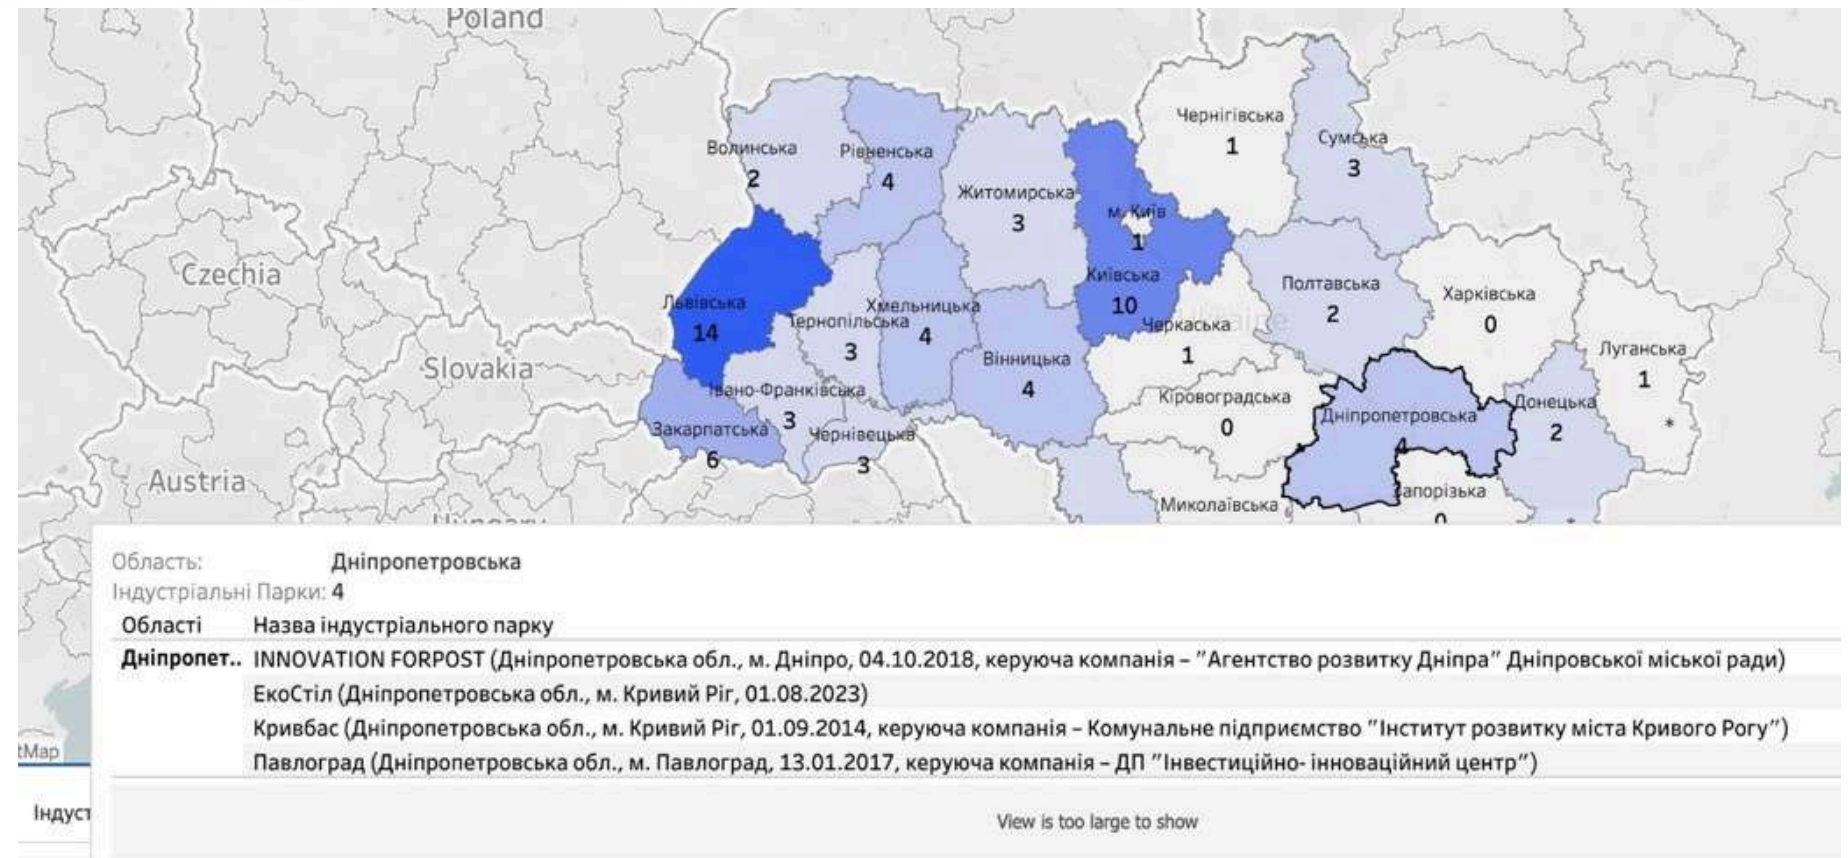 Poland
Чернігівська
1
Сумська
3
Волинська
2
Рівненська
4
Житомирська
3
м. Київ
1
Київська
10
Czechia
Полтавська
2
Харківська
0
Львівська
14
Тернопільська
3
Хмельницька
4
Черкаська
1
Ukraine
Луганська
1
*
Slovakia
Вінницька
4
Івано-Франківська
3
Кіровоградська
0
Дніпропетровська
4
Донецька
2
Закарпатська
6
Чернівецька
3
Austria
Миколаївська
Запорізька
0
Hungary
*
Область: Дніпропетровська
Індустріальні Парки: 4
Області Назва індустріального парку
Дніпропет.. INNOVATION FORPOST (Дніпропетровська обл., м. Дніпро, 04.10.2018, керуюча компанія – "Агентство розвитку Дніпра" Дніпровської міської ради)
ЕкоСтіл (Дніпропетровська обл., м. Кривий Ріг, 01.08.2023)
Кривбас (Дніпропетровська обл., м. Кривий Ріг, 01.09.2014, керуюча компанія – Комунальне підприємство "Інститут розвитку міста Кривого Рогу")
Павлоград (Дніпропетровська обл., м. Павлоград, 13.01.2017, керуюча компанія – ДП "Інвестиційно- інноваційний центр")
tMap
Індуст
View is too large to show